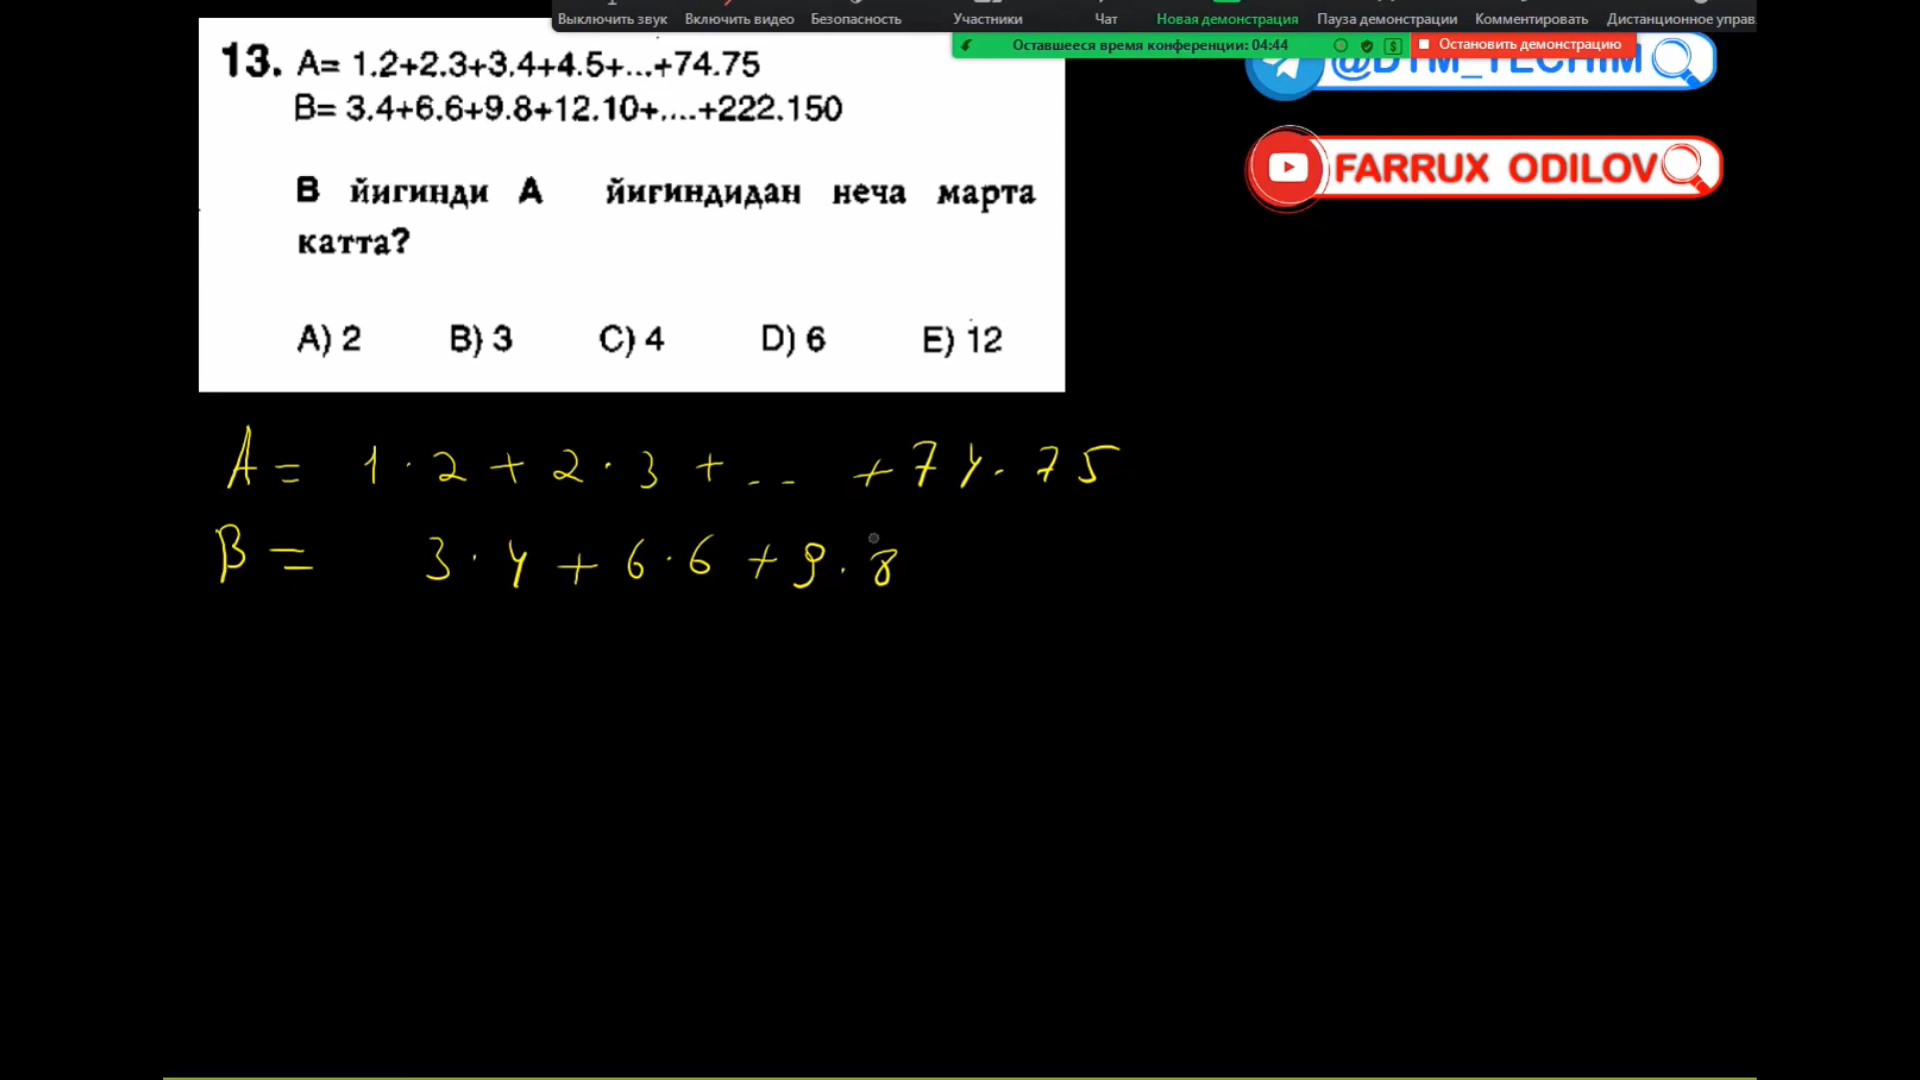 Выключить звук Включить видео Безопасность Участники Чат Новая демонстрация Пауза демонстрации Комментировать Дистанционное управ.
Оставшееся время конференции: 04:44 Остановить демонстрацию
@DTM_YECHIM
FARRUX ODILOV
13. A= 1.2+2.3+3.4+4.5+...+74.75
B= 3.4+6.6+9.8+12.10+....+222.150
В йигинди А йигиндидан неча марта
катта?
A) 2 B) 3 C) 4 D) 6 E) 12
A = 1 · 2 + 2 · 3 + .. + 74 · 75
B = 3 · 4 + 6 · 6 + 9 · 8